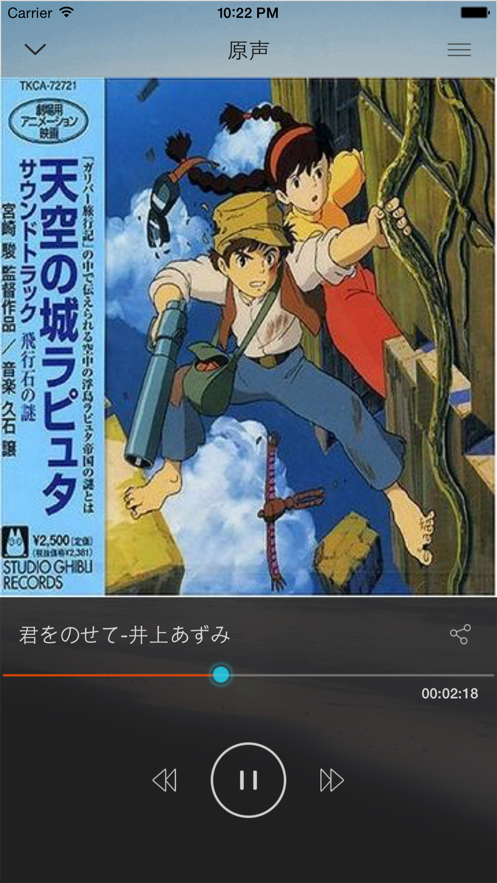 Carrier
10:22 PM
原声
TKCA-72721
劇場用
アニメーション
映画
「ガリバー旅行記」の中で伝えられる空中の浮島ラピュタ帝国の謎とは
天空の城ラピュタ
サウンドトラック 飛行石の謎
宮崎 駿 監督作品／音楽 久石 譲
¥2,500(定価)
(税抜価格¥2,381)
STUDIO GHIBLI
RECORDS
君をのせて-井上あずみ
00:02:18